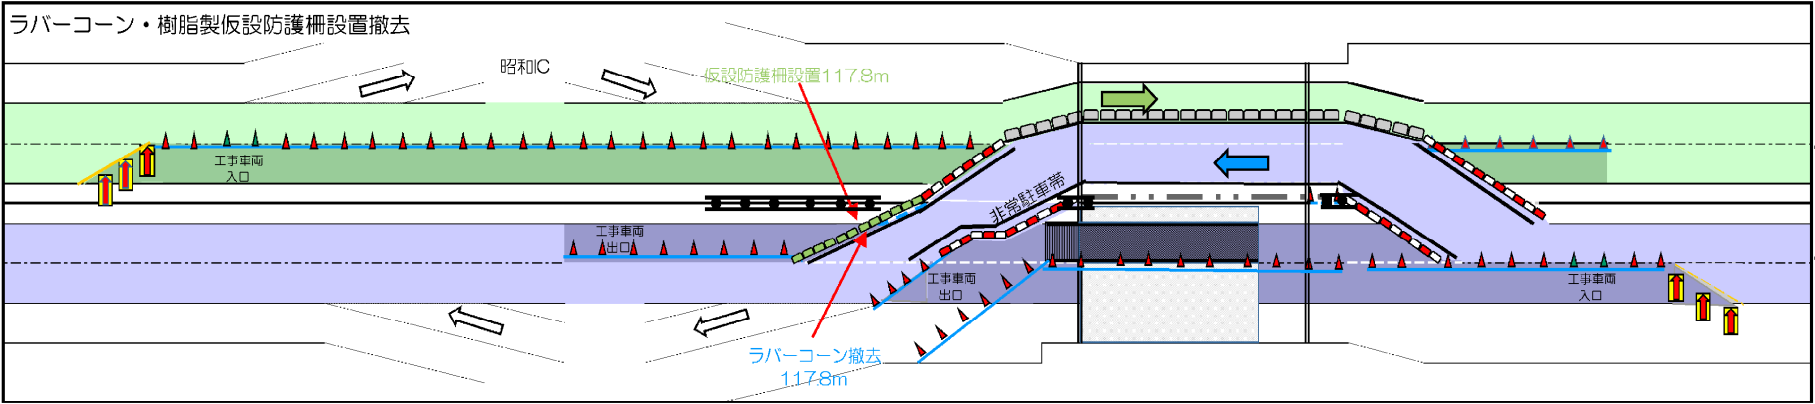 ラバーコーン・樹脂製仮設防護柵設置撤去
昭和IC
仮設防護柵設置117.8m
工事車両
入口
非常駐車帯
工事車両
出口
工事車両
出口
工事車両
入口
ラバーコーン撤去
117.8m